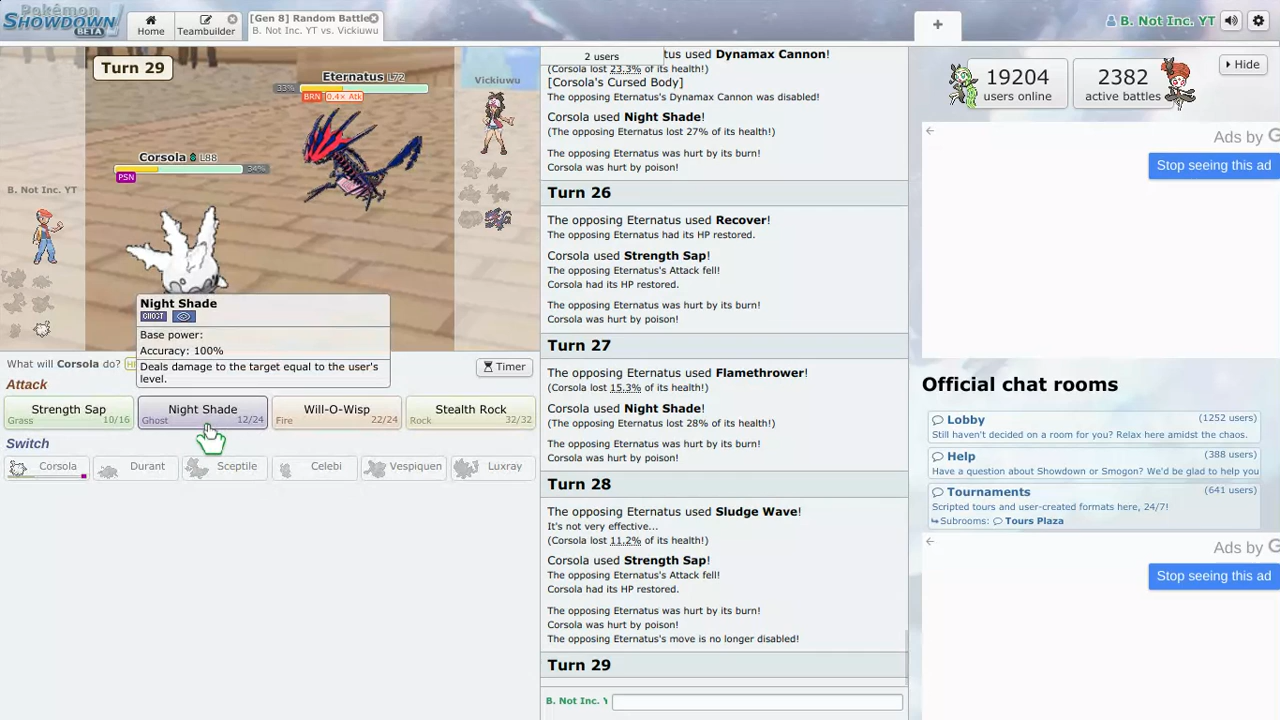 Pokémon
SHOWDOWN!
BETA
Home
Teambuilder
[Gen 8] Random Battle
B. Not Inc. YT vs. Vickiuwu
+
B. Not Inc. YT
Turn 29
Eternatus L72
33%
BRN 0.4× Atk
Vickiuwu
Corsola L88
34%
PSN
B. Not Inc. YT
Night Shade
GHOST
Base power:
Accuracy: 100%
Deals damage to the target equal to the user's
level.
What will Corsola do?
Timer
Attack
Strength Sap
Grass 10/16
Night Shade
Ghost 12/24
Will-O-Wisp
Fire 22/24
Stealth Rock
Rock 32/32
Switch
Corsola
Durant
Sceptile
Celebi
Vespiquen
Luxray
2 users
tus used Dynamax Cannon!
(Corsola lost 23.3% of its health!)
[Corsola's Cursed Body]
The opposing Eternatus's Dynamax Cannon was disabled!
Corsola used Night Shade!
(The opposing Eternatus lost 27% of its health!)
The opposing Eternatus was hurt by its burn!
Corsola was hurt by poison!
Turn 26
The opposing Eternatus used Recover!
The opposing Eternatus had its HP restored.
Corsola used Strength Sap!
The opposing Eternatus's Attack fell!
Corsola had its HP restored.
The opposing Eternatus was hurt by its burn!
Corsola was hurt by poison!
Turn 27
The opposing Eternatus used Flamethrower!
(Corsola lost 15.3% of its health!)
Corsola used Night Shade!
(The opposing Eternatus lost 28% of its health!)
The opposing Eternatus was hurt by its burn!
Corsola was hurt by poison!
Turn 28
The opposing Eternatus used Sludge Wave!
It's not very effective...
(Corsola lost 11.2% of its health!)
Corsola used Strength Sap!
The opposing Eternatus's Attack fell!
Corsola had its HP restored.
The opposing Eternatus was hurt by its burn!
Corsola was hurt by poison!
The opposing Eternatus's move is no longer disabled!
Turn 29
B. Not Inc. Y
19204
users online
2382
active battles
Hide
Ads by G
Stop seeing this ad
Official chat rooms
Lobby (1252 users)
Still haven't decided on a room for you? Relax here amidst the chaos.
Help (388 users)
Have a question about Showdown or Smogon? We'd be glad to help you
Tournaments (641 users)
Scripted tours and user-created formats here, 24/7!
Subrooms: Tours Plaza
Ads by G
Stop seeing this ad